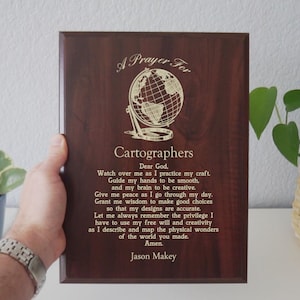 A Prayer For
Cartographers
Dear God,
Watch over me as I practice my craft.
Guide my hands to be smooth,
and my brain to be creative.
Give me peace as I go through my day.
Grant me wisdom to make good choices
so that my designs are accurate.
Let me always remember the privilege I
have to use my free will and creativity
as I describe and map the physical wonders
of the world you made.
Amen.
Jason Makey